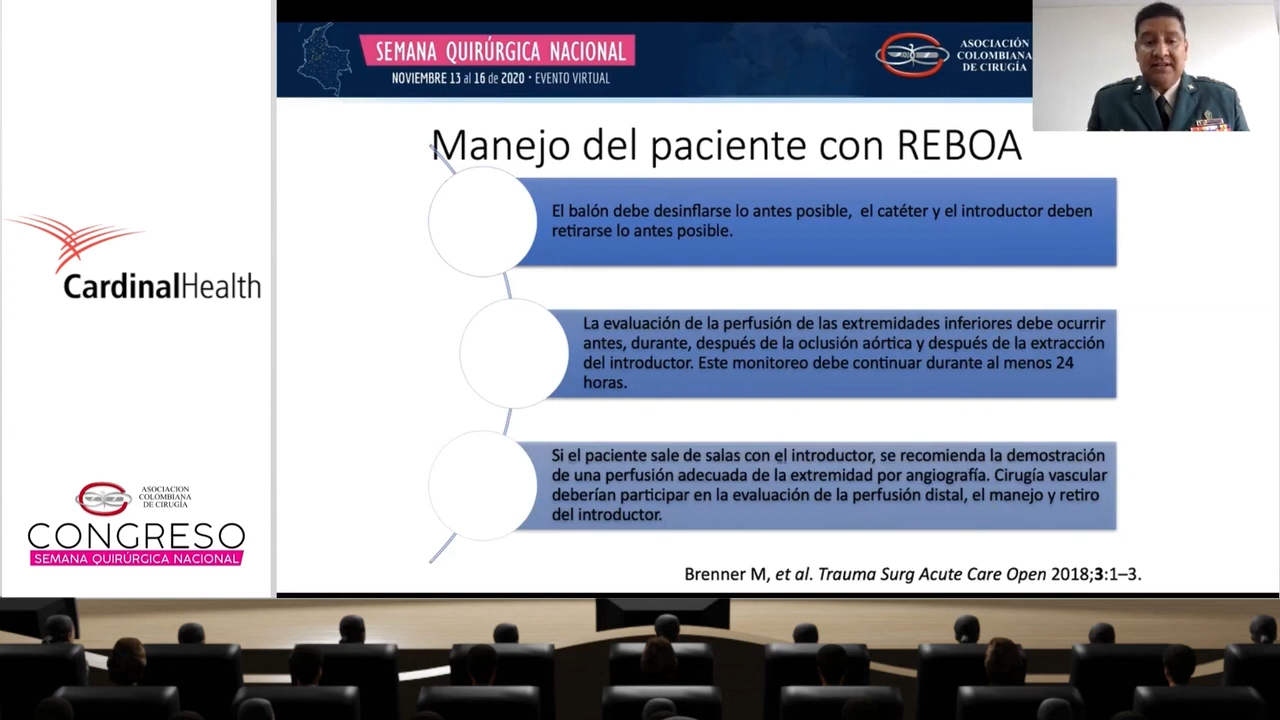 SEMANA QUIRÚRGICA NACIONAL
NOVIEMBRE 13 al 16 de 2020 • EVENTO VIRTUAL
ASOCIACIÓN
COLOMBIANA
DE CIRUGÍA
Manejo del paciente con REBOA
El balón debe desinflarse lo antes posible, el catéter y el introductor deben
retirarse lo antes posible.
La evaluación de la perfusión de las extremidades inferiores debe ocurrir
antes, durante, después de la oclusión aórtica y después de la extracción
del introductor. Este monitoreo debe continuar durante al menos 24
horas.
Si el paciente sale de salas con el introductor, se recomienda la demostración
de una perfusión adecuada de la extremidad por angiografía. Cirugía vascular
deberían participar en la evaluación de la perfusión distal, el manejo y retiro
del introductor.
Brenner M, et al. Trauma Surg Acute Care Open 2018;3:1–3.
CardinalHealth
ASOCIACION
COLOMBIANA
DE CIRUGÍA
CONGRESO
SEMANA QUIRÚRGICA NACIONAL